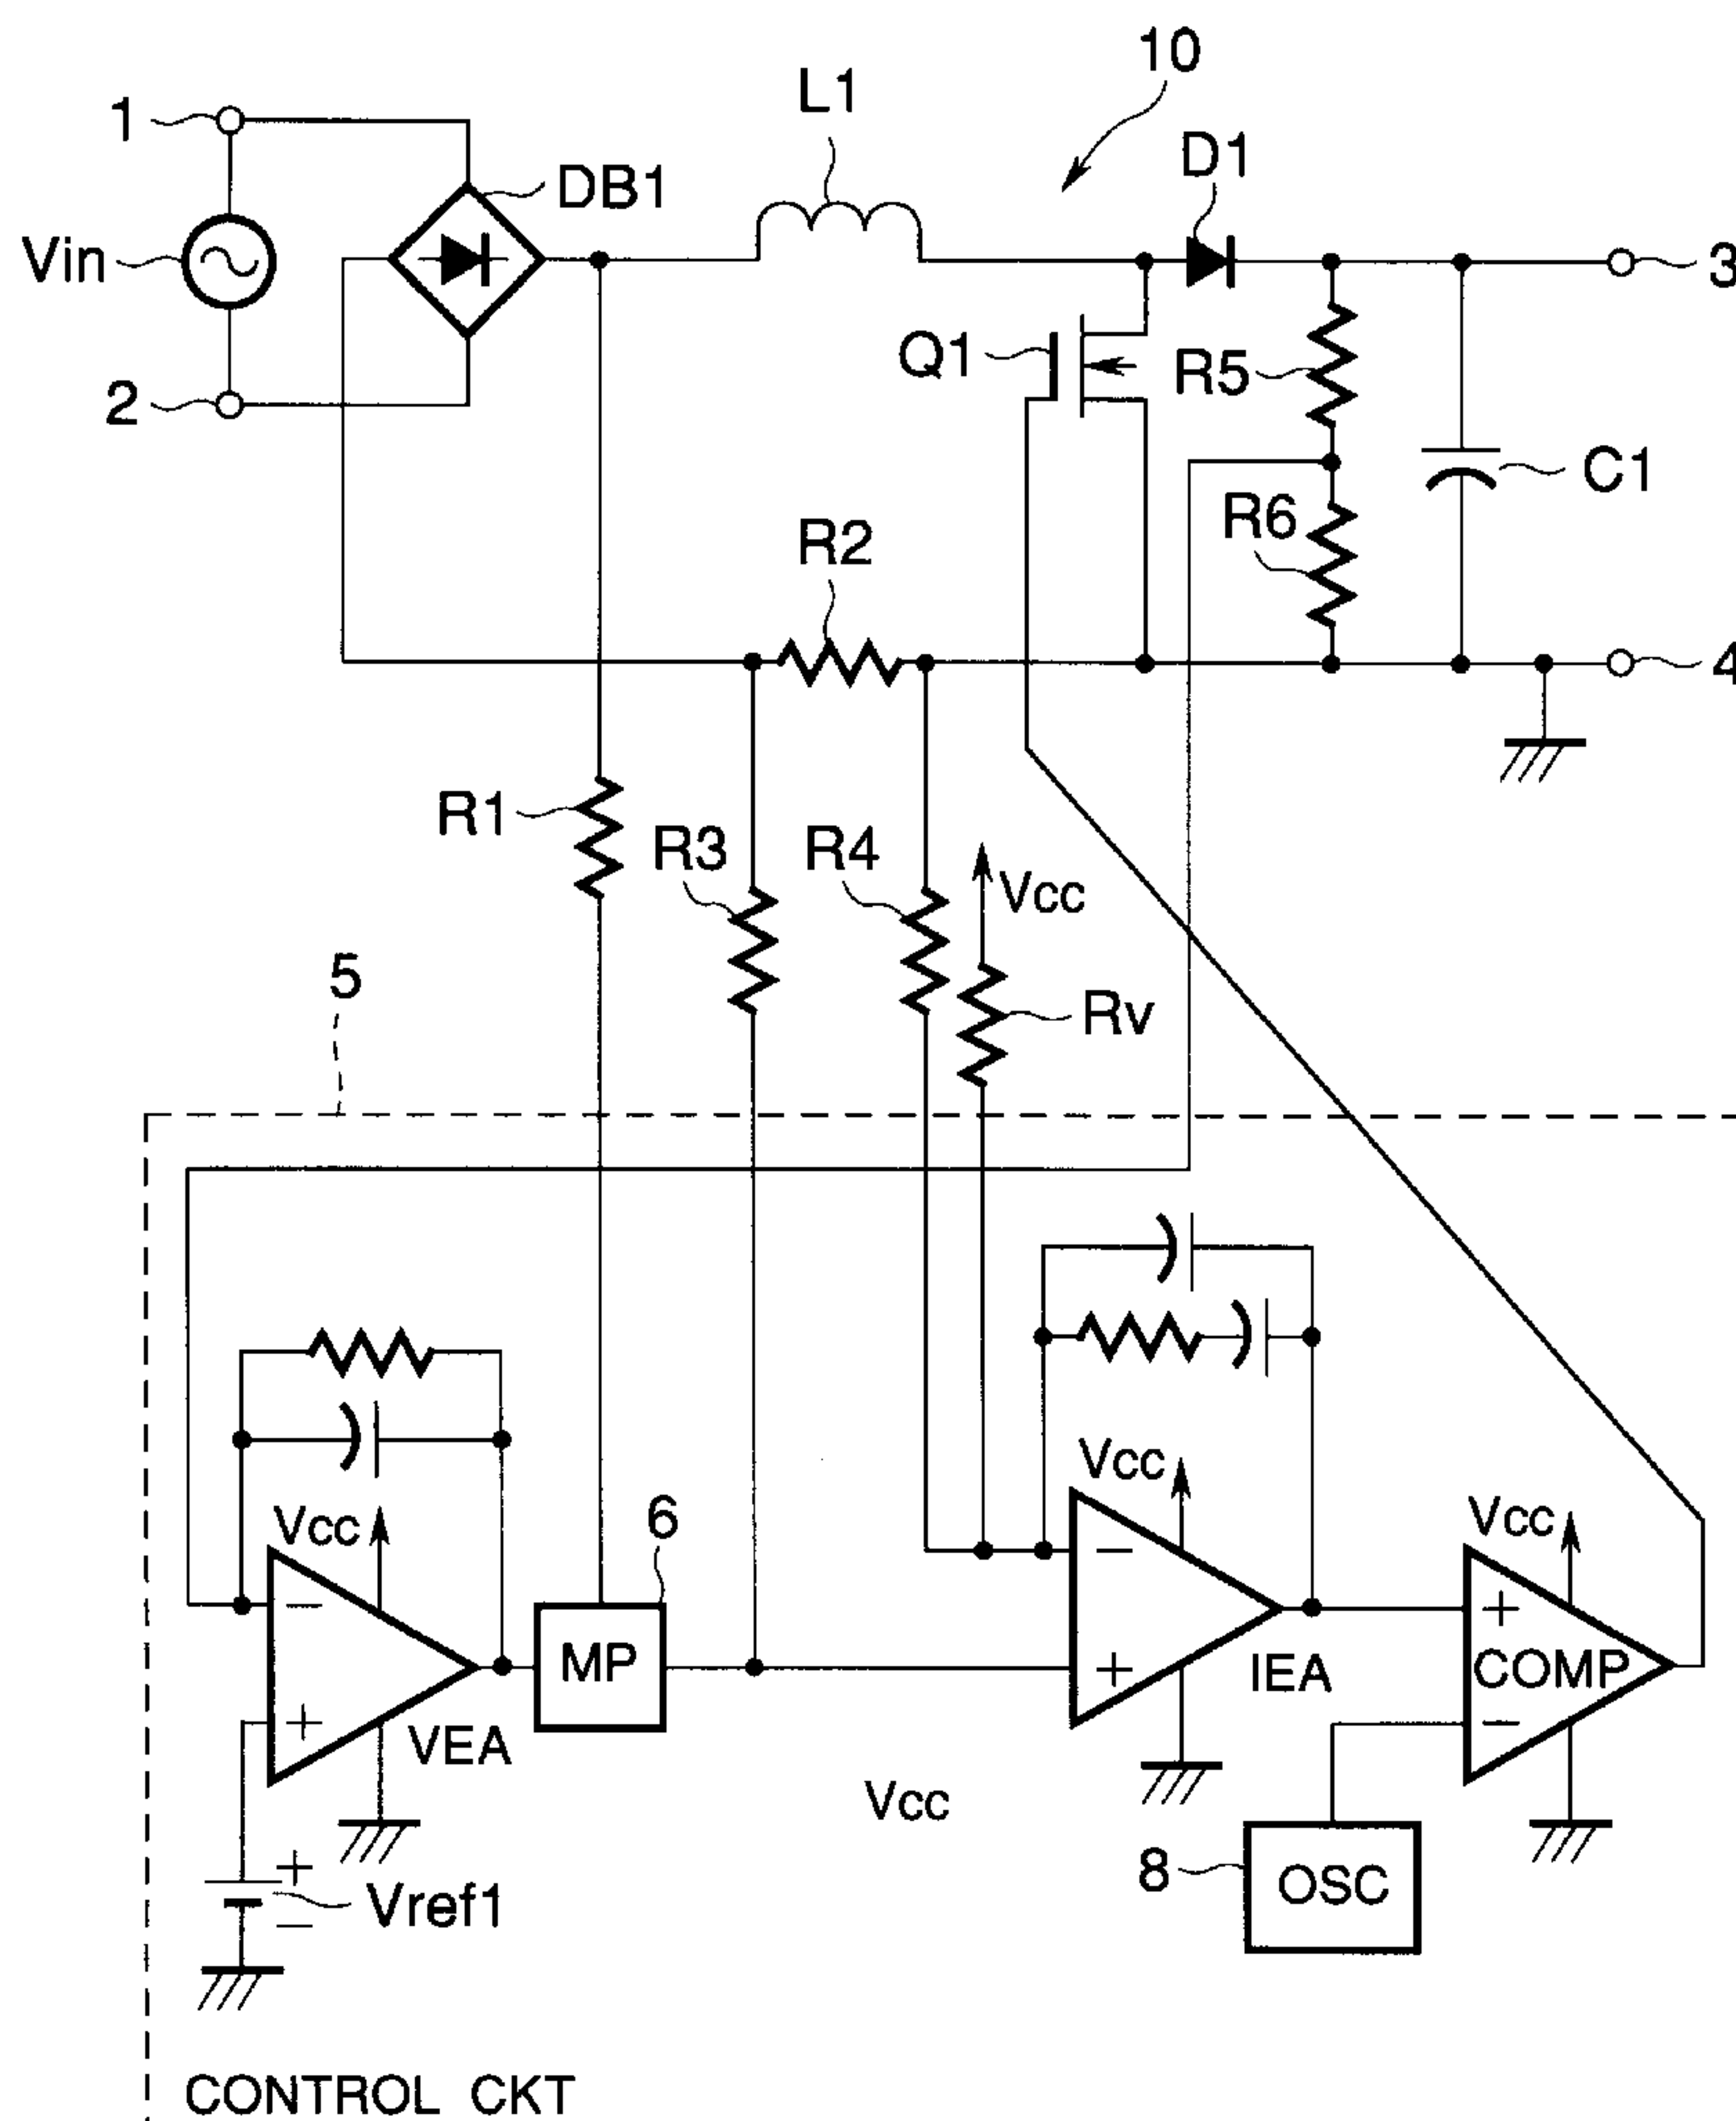 10
L1
1
D1
DB1
Vin
3
Q1
R5
2
C1
R6
R2
4
R1
R3
R4
Vcc
5
Rv
Vcc
Vcc
Vcc
6
−
−
+
MP
+
IEA
COMP
+
VEA
−
Vcc
+
8
OSC
Vref1
−
CONTROL CKT